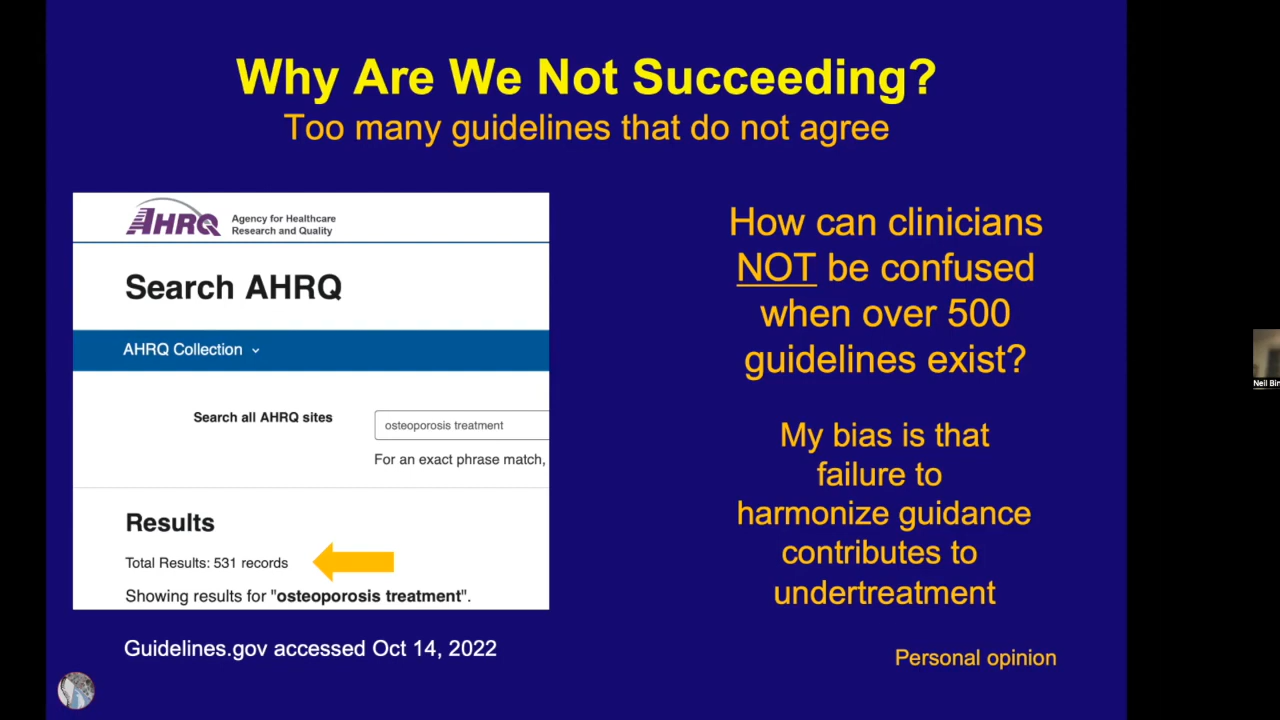 Why Are We Not Succeeding?
Too many guidelines that do not agree
AHRQ
Agency for Healthcare
Research and Quality
Search AHRQ
AHRQ Collection
Search all AHRQ sites
osteoporosis treatment
For an exact phrase match,
Results
Total Results: 531 records
Showing results for "osteoporosis treatment".
Guidelines.gov accessed Oct 14, 2022
How can clinicians
NOT be confused
when over 500
guidelines exist?
My bias is that
failure to
harmonize guidance
contributes to
undertreatment
Personal opinion
Neil Bin